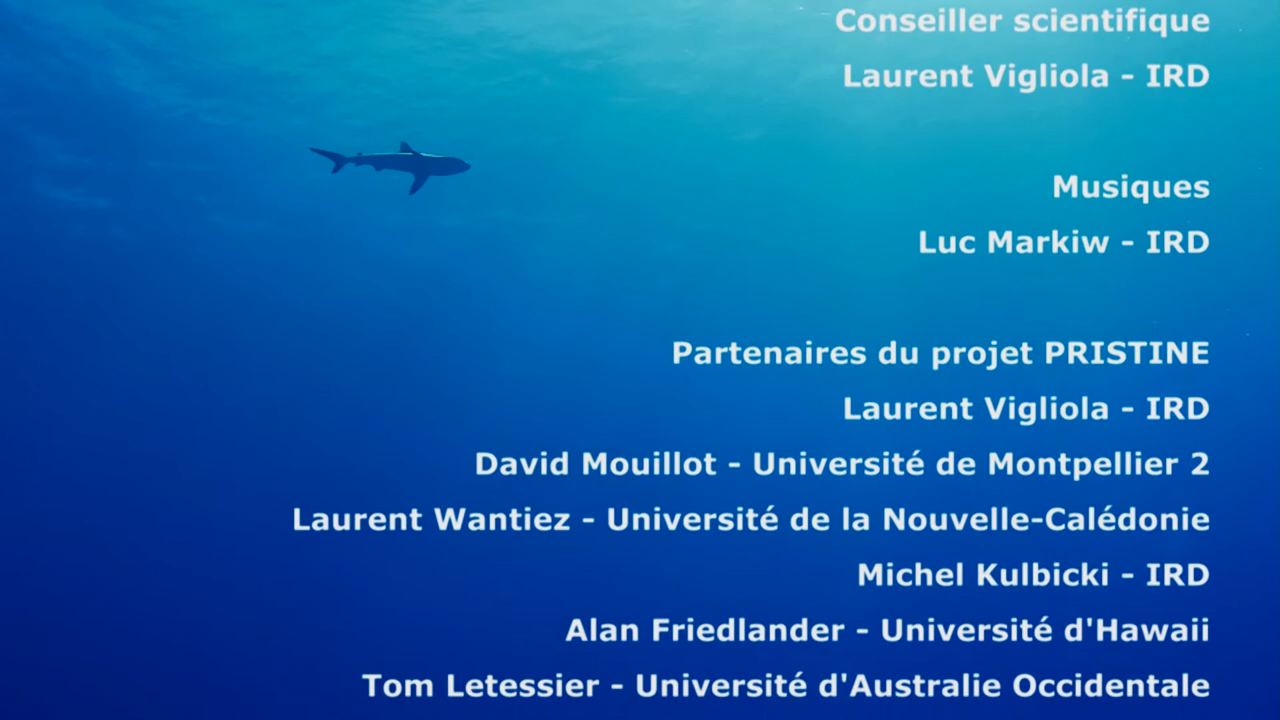 Conseiller scientifique
Laurent Vigliola - IRD
Musiques
Luc Markiw - IRD
Partenaires du projet PRISTINE
Laurent Vigliola - IRD
David Mouillot - Université de Montpellier 2
Laurent Wantiez - Université de la Nouvelle-Calédonie
Michel Kulbicki - IRD
Alan Friedlander - Université d'Hawaii
Tom Letessier - Université d'Australie Occidentale